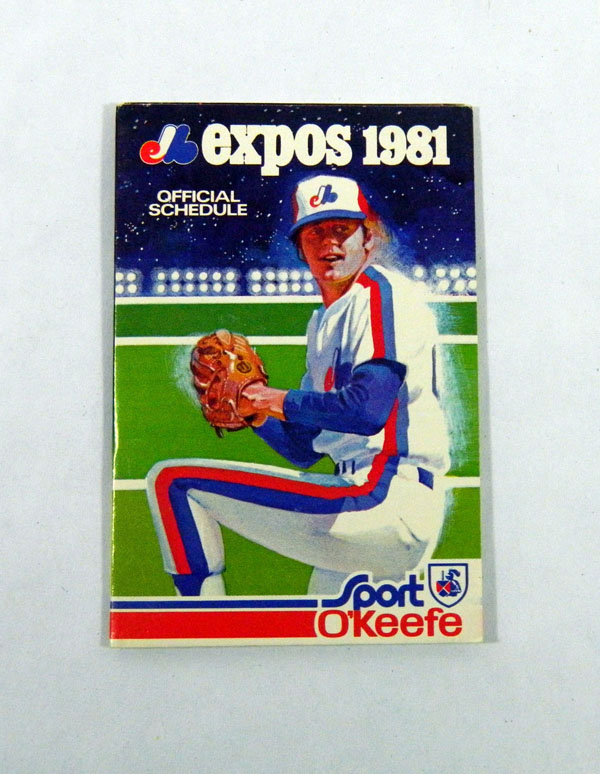 expos 1981
OFFICIAL
SCHEDULE
Sport
O'Keefe